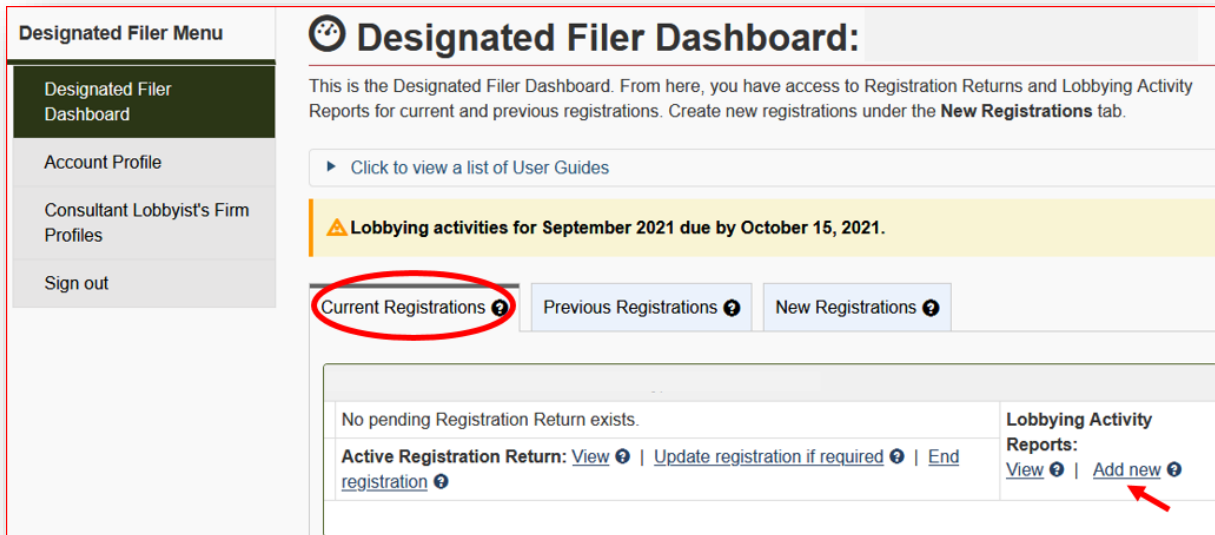 Designated Filer Menu
Designated Filer
Dashboard
Account Profile
Consultant Lobbyist's Firm
Profiles
Sign out
Designated Filer Dashboard:
This is the Designated Filer Dashboard. From here, you have access to Registration Returns and Lobbying Activity
Reports for current and previous registrations. Create new registrations under the New Registrations tab.
Click to view a list of User Guides
Lobbying activities for September 2021 due by October 15, 2021.
Current Registrations ? Previous Registrations ? New Registrations ?
No pending Registration Return exists.
Active Registration Return: View ? | Update registration if required ? | End
registration ?
Lobbying Activity
Reports:
View ? | Add new ?